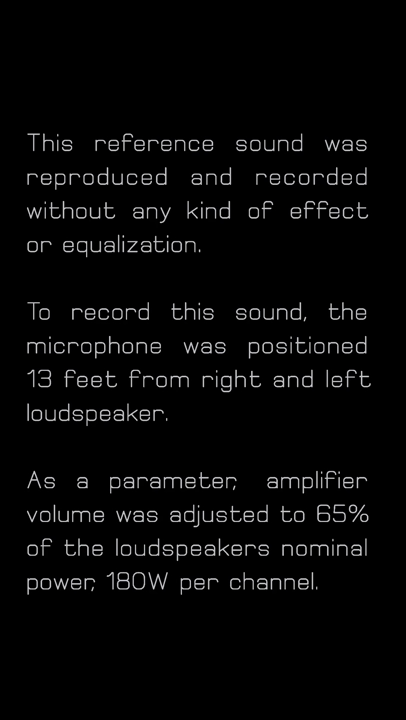 This reference sound was
reproduced and recorded
without any kind of effect
or equalization.
To record this sound, the
microphone was positioned
13 feet from right and left
loudspeaker.
As a parameter, amplifier
volume was adjusted to 65%
of the loudspeakers nominal
power, 180W per channel.